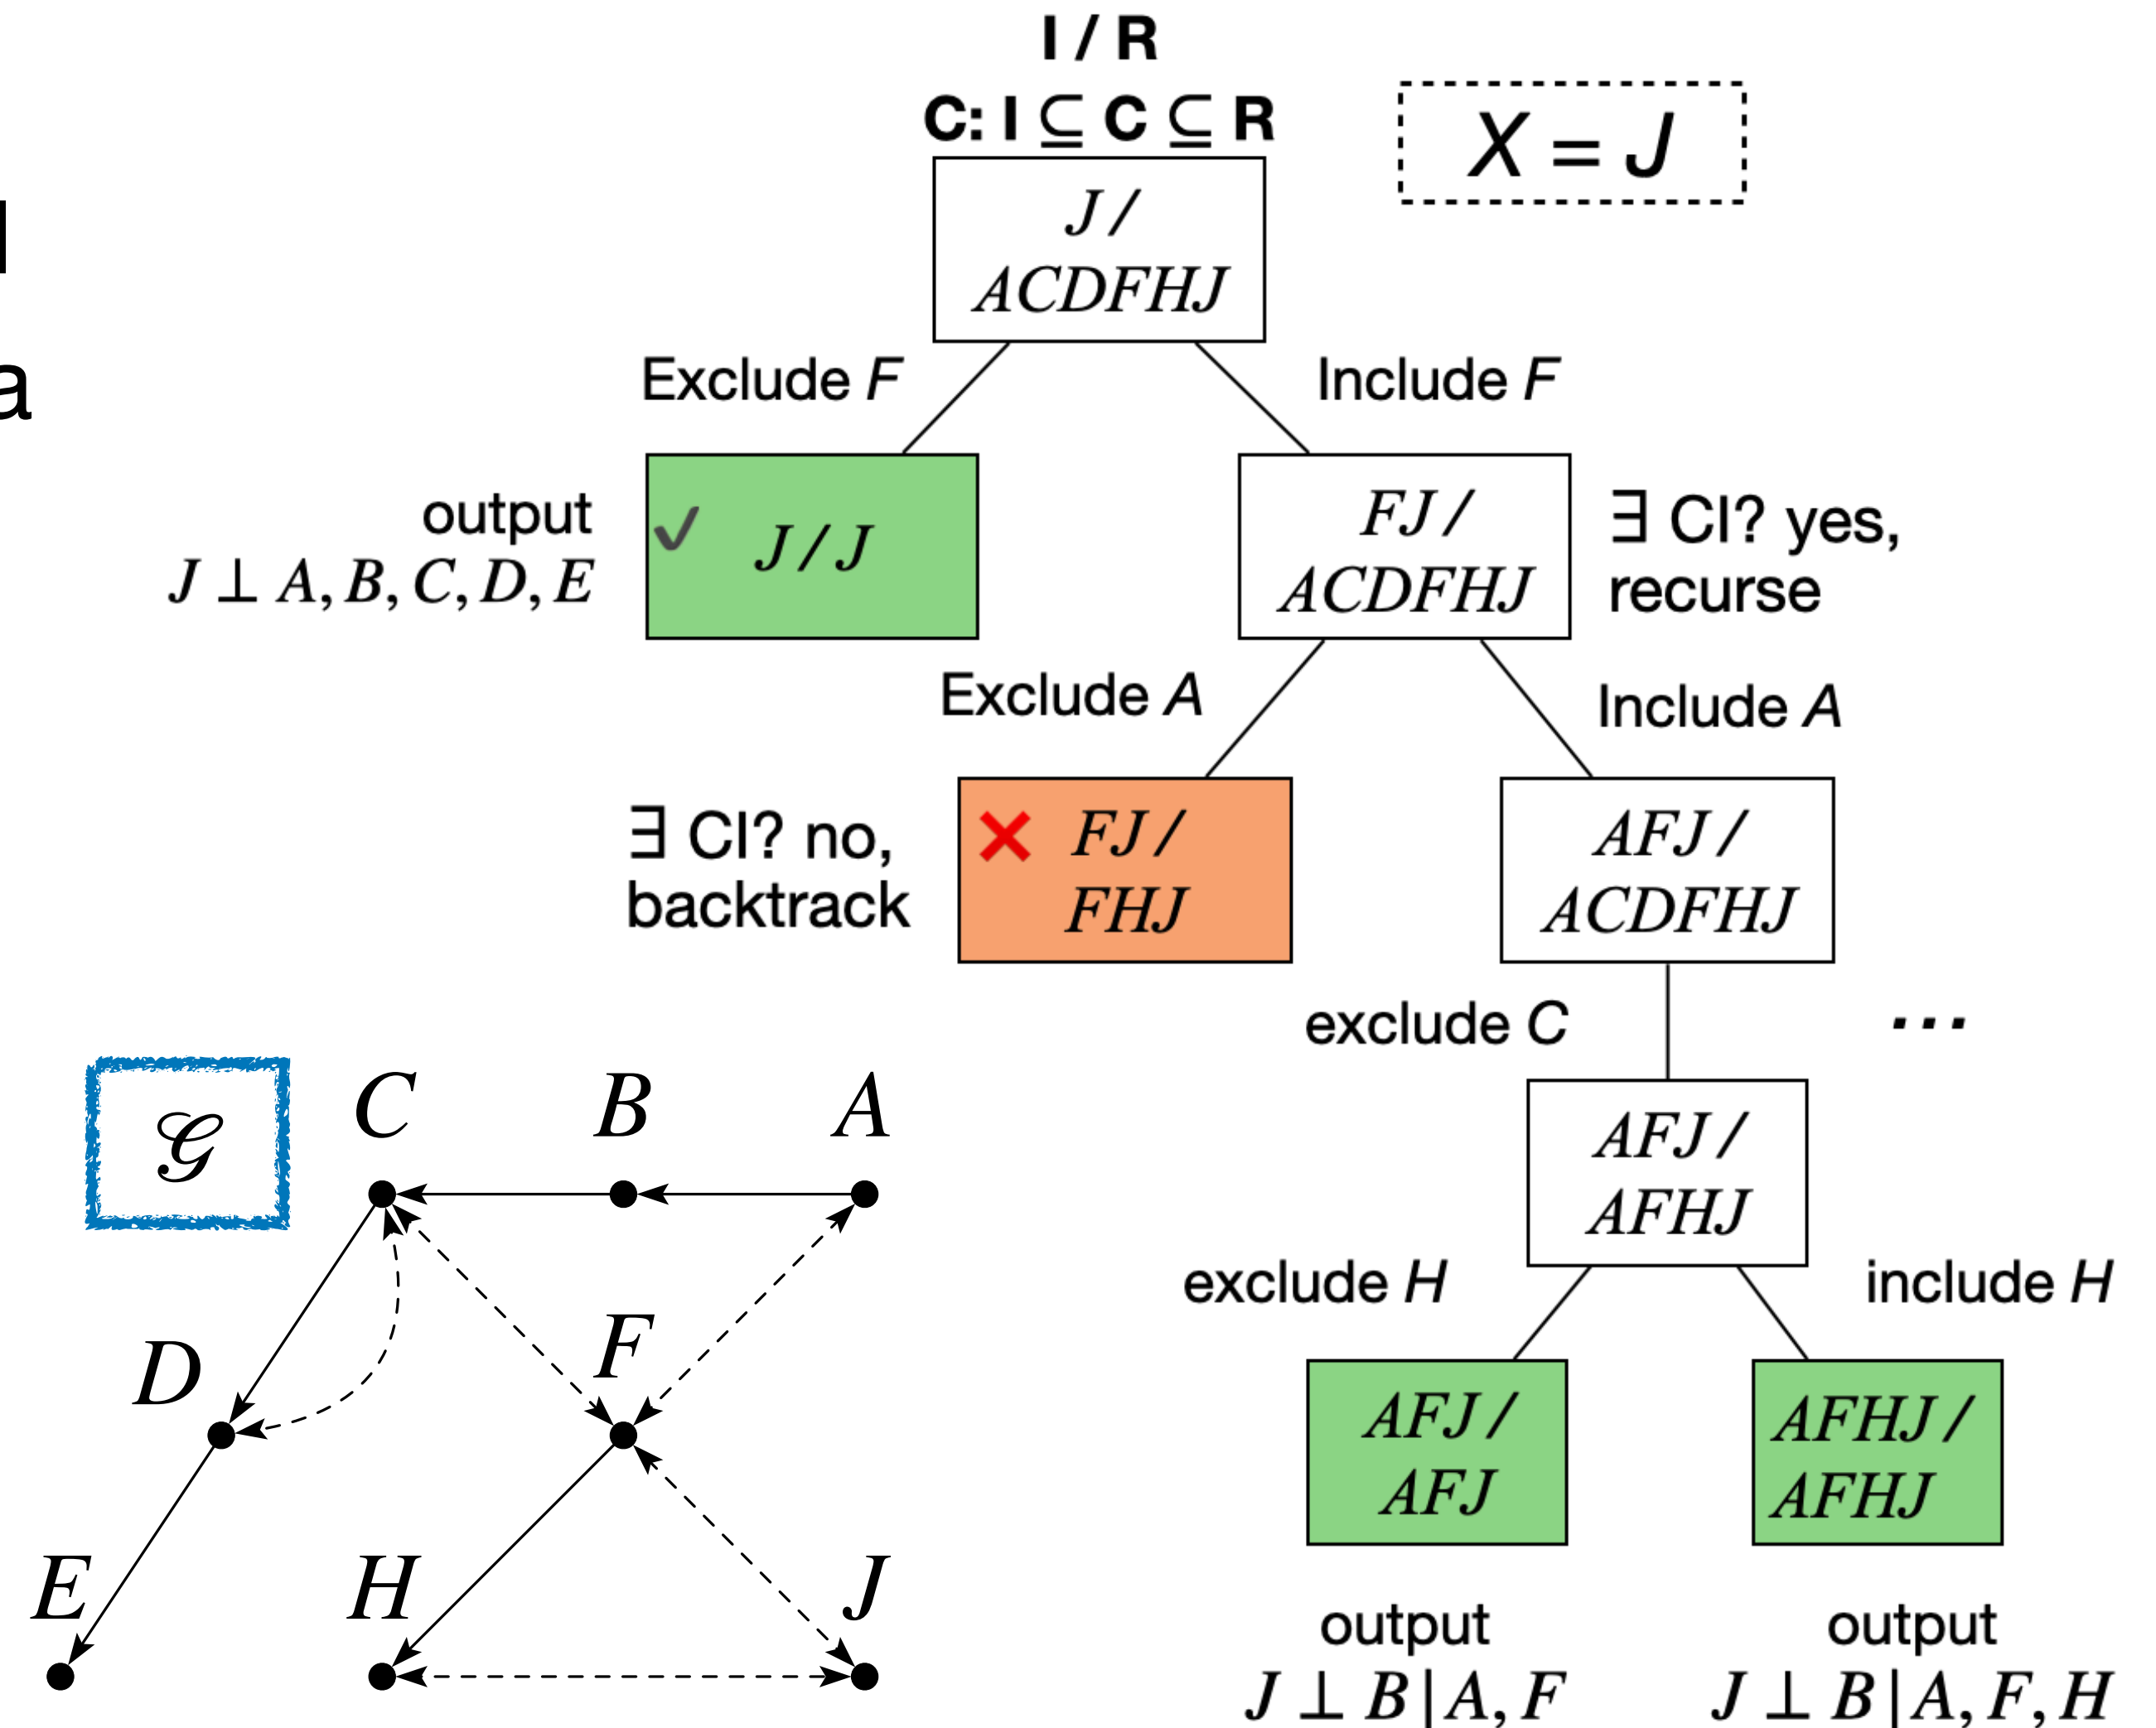 I / R
C: I ⊆ C ⊆ R
X = J
J /
ACDFHJ
a
Exclude F
Include F
output
J ⊥ A, B, C, D, E
✓ J / J
FJ /
ACDFHJ
∃ CI? yes,
recurse
Exclude A
Include A
∃ CI? no,
backtrack
❌ FJ /
FHJ
AFJ /
ACDFHJ
exclude C
...
𝒢
C
B
A
AFJ /
AFHJ
exclude H
include H
D
F
AFJ /
AFJ
AFHJ /
AFHJ
E
H
J
output
J ⊥ B | A, F
output
J ⊥ B | A, F, H